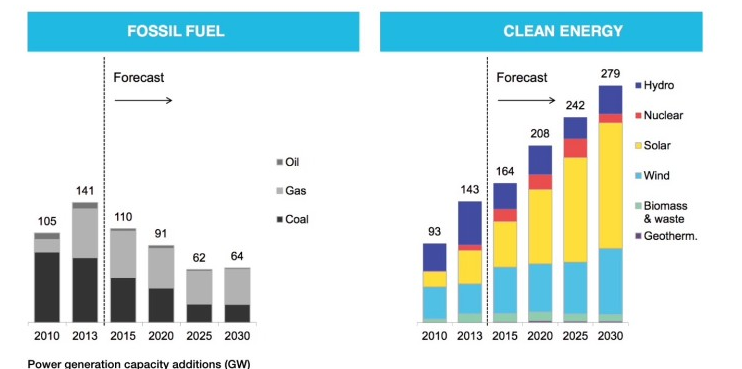 FOSSIL FUEL
Forecast
141
105
110
91
62
64
Oil
Gas
Coal
2010 2013 2015 2020 2025 2030
CLEAN ENERGY
Forecast
279
242
208
164
143
93
Hydro
Nuclear
Solar
Wind
Biomass
& waste
Geotherm.
2010 2013 2015 2020 2025 2030
Power generation capacity additions (GW)